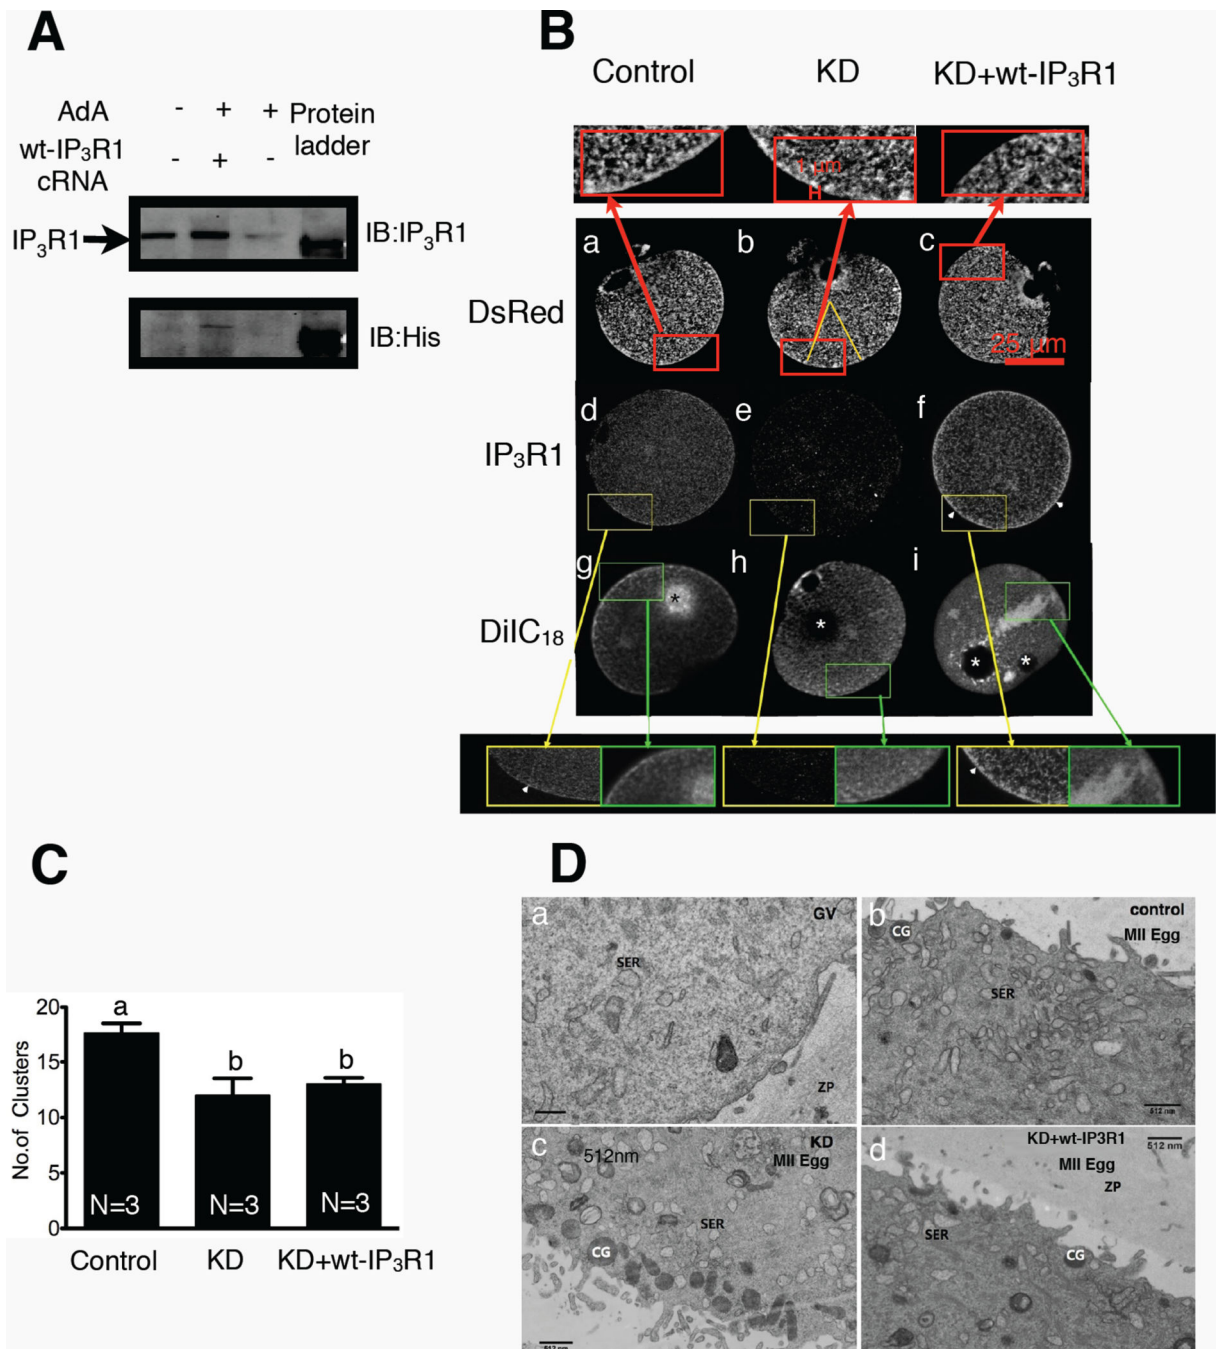 A
AdA - + + Protein ladder
wt-IP3R1 cRNA - + -
IP3R1
IB:IP3R1
IB:His
B
Control KD KD+wt-IP3R1
1 µm
H
a b c
DsRed
25 µm
d e f
IP3R1
g h i
* * * *
DiIC18
C
No.of Clusters
20
15
10
5
0
a b b
N=3 N=3 N=3
Control KD KD+wt-IP3R1
D
a
GV
SER
ZP
b
control
MII Egg
CG
SER
512 nm
c
512nm
KD
MII Egg
SER
CG
512 nm
d
KD+wt-IP3R1
512 nm
MII Egg
ZP
SER
CG